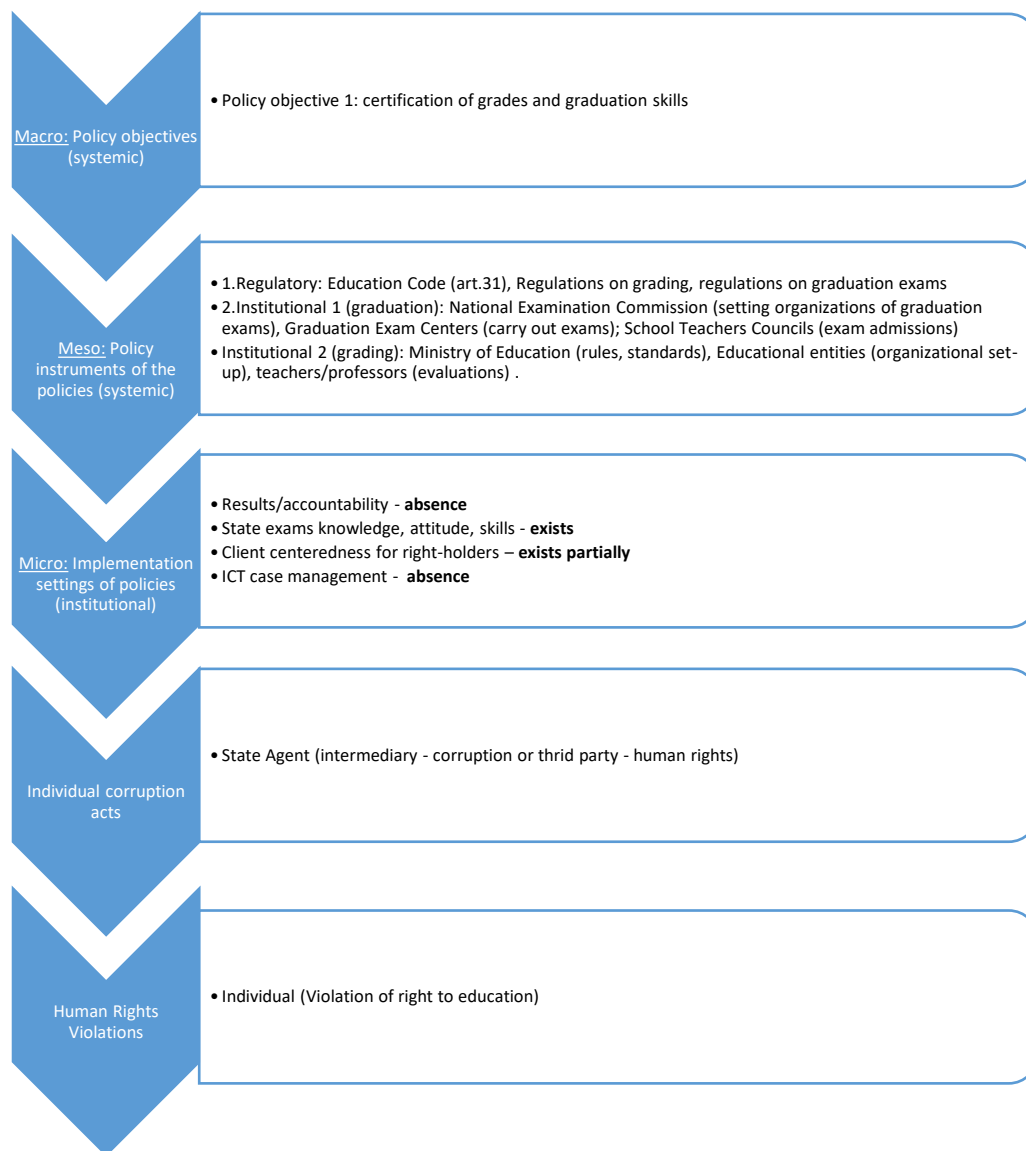 Macro: Policy objectives
(systemic)
• Policy objective 1: certification of grades and graduation skills
Meso: Policy
instruments of the
policies (systemic)
• 1.Regulatory: Education Code (art.31), Regulations on grading, regulations on graduation exams
• 2.Institutional 1 (graduation): National Examination Commission (setting organizations of graduation
exams), Graduation Exam Centers (carry out exams); School Teachers Councils (exam admissions)
• Institutional 2 (grading): Ministry of Education (rules, standards), Educational entities (organizational set-
up), teachers/professors (evaluations) .
Micro: Implementation
settings of policies
(institutional)
• Results/accountability - absence
• State exams knowledge, attitude, skills - exists
• Client centeredness for right-holders – exists partially
• ICT case management - absence
Individual corruption
acts
• State Agent (intermediary - corruption or thrid party - human rights)
Human Rights
Violations
• Individual (Violation of right to education)